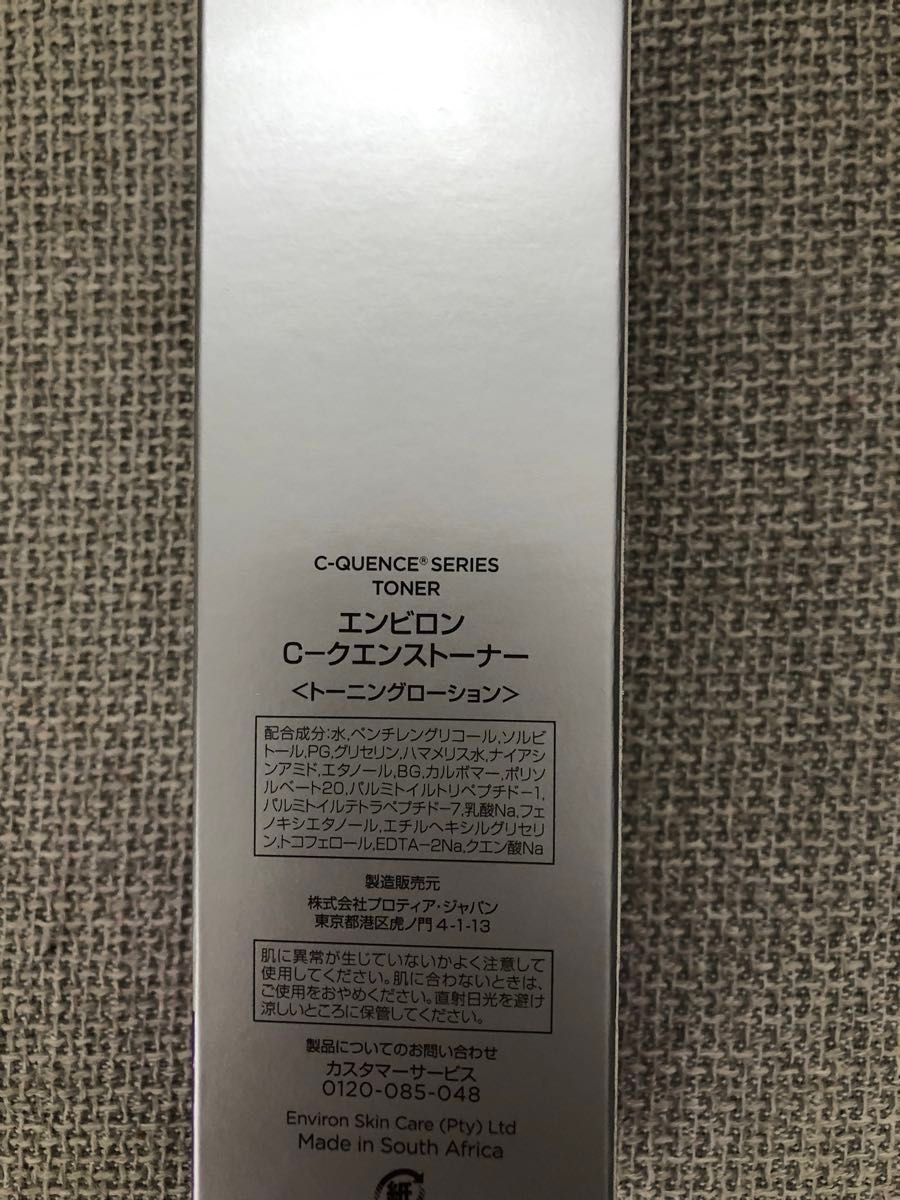 C-QUENCE® SERIES
TONER
エンビロン
C−クエンストーナー
＜トーニングローション＞
配合成分:水,ペンチレングリコール,ソルビ
トール,PG,グリセリン,ハマメリス水,ナイアシ
ンアミド,エタノール,BG,カルボマー,ポリソ
ルベート20,パルミトイルトリペプチド−1,
パルミトイルテトラペプチド−7,乳酸Na,フェ
ノキシエタノール,エチルヘキシルグリセリ
ン,トコフェロール,EDTA−2Na,クエン酸Na
製造販売元
株式会社プロティア・ジャパン
東京都港区虎ノ門4-1-13
肌に異常が生じていないかよく注意して
使用してください。肌に合わないときは、
ご使用をおやめください。直射日光を避け
涼しいところに保管してください。
製品についてのお問い合わせ
カスタマーサービス
0120-085-048
Environ Skin Care (Pty) Ltd
Made in South Africa
紙